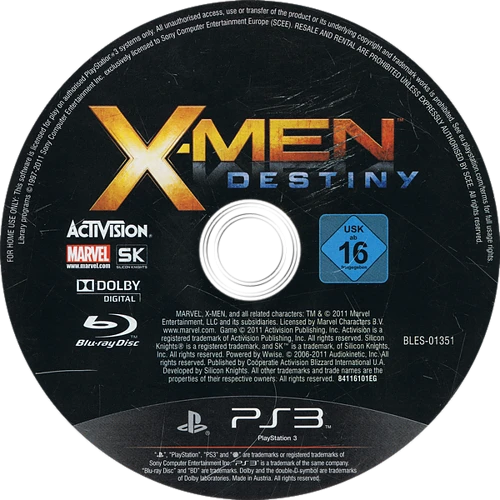 FOR HOME USE ONLY: This software is licensed for play on authorised PlayStation®3 systems only. All unauthorised access, use or transfer of the product or its underlying copyright and trademark works is prohibited. See eu.playstation.com/terms for full usage rights.
Library programs © 1997-2011 Sony Computer Entertainment Inc. exclusively licensed to Sony Computer Entertainment Europe (SCEE). RESALE AND RENTAL ARE PROHIBITED UNLESS EXPRESSLY AUTHORISED BY SCEE. All rights reserved.
X-MEN
DESTINY
ACTIVISION®
MARVEL
www.marvel.com
SK
SILICON KNIGHTS
USK
ab
16
freigegeben
DOLBY
DIGITAL
Blu-ray Disc
BLES-01351
MARVEL, X-MEN, and all related characters: TM & © 2011 Marvel
Entertainment, LLC and its subsidiaries. Licensed by Marvel Characters B.V.
www.marvel.com. Game © 2011 Activision Publishing, Inc. Activision is a
registered trademark of Activision Publishing, Inc. All rights reserved. Silicon
Knights® is a registered trademark, and SK™ is a trademark, of Silicon Knights,
Inc. All rights reserved. Powered by Wwise. © 2006-2011 Audiokinetic, Inc. All
rights reserved. Published by Coöperatie Activision Blizzard International U.A.
Developed by Silicon Knights. All other trademarks and trade names are the
properties of their respective owners. All rights reserved. 84116101EG
PS3
PlayStation 3
" ", "PlayStation", "PS3" and " " are trademarks or registered trademarks of
Sony Computer Entertainment Inc. "PS3" is a trademark of the same company.
"Blu-ray Disc" and "BD" are trademarks. Dolby and the double-D symbol are trademarks
of Dolby laboratories. Made in Austria. All rights reserved.